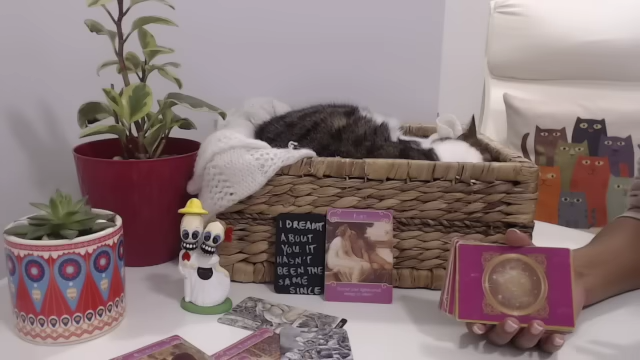 I DREAMT
ABOUT
YOU. IT
HASN'T
BEEN THE
SAME
SINCE